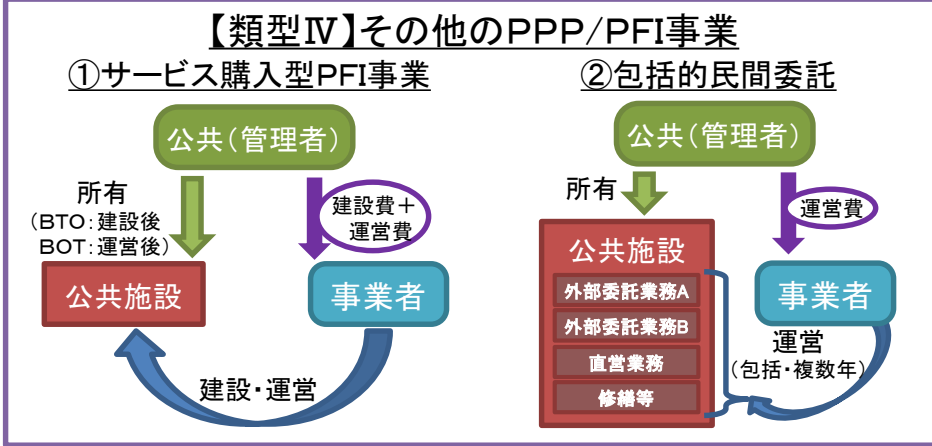 【類型Ⅳ】その他のPPP/PFI事業
①サービス購入型PFI事業
公共(管理者)
所有
(BTO:建設後
BOT:運営後)
建設費+
運営費
公共施設
事業者
建設・運営
②包括的民間委託
公共(管理者)
所有
運営費
公共施設
外部委託業務A
外部委託業務B
直営業務
修繕等
事業者
運営
(包括・複数年)